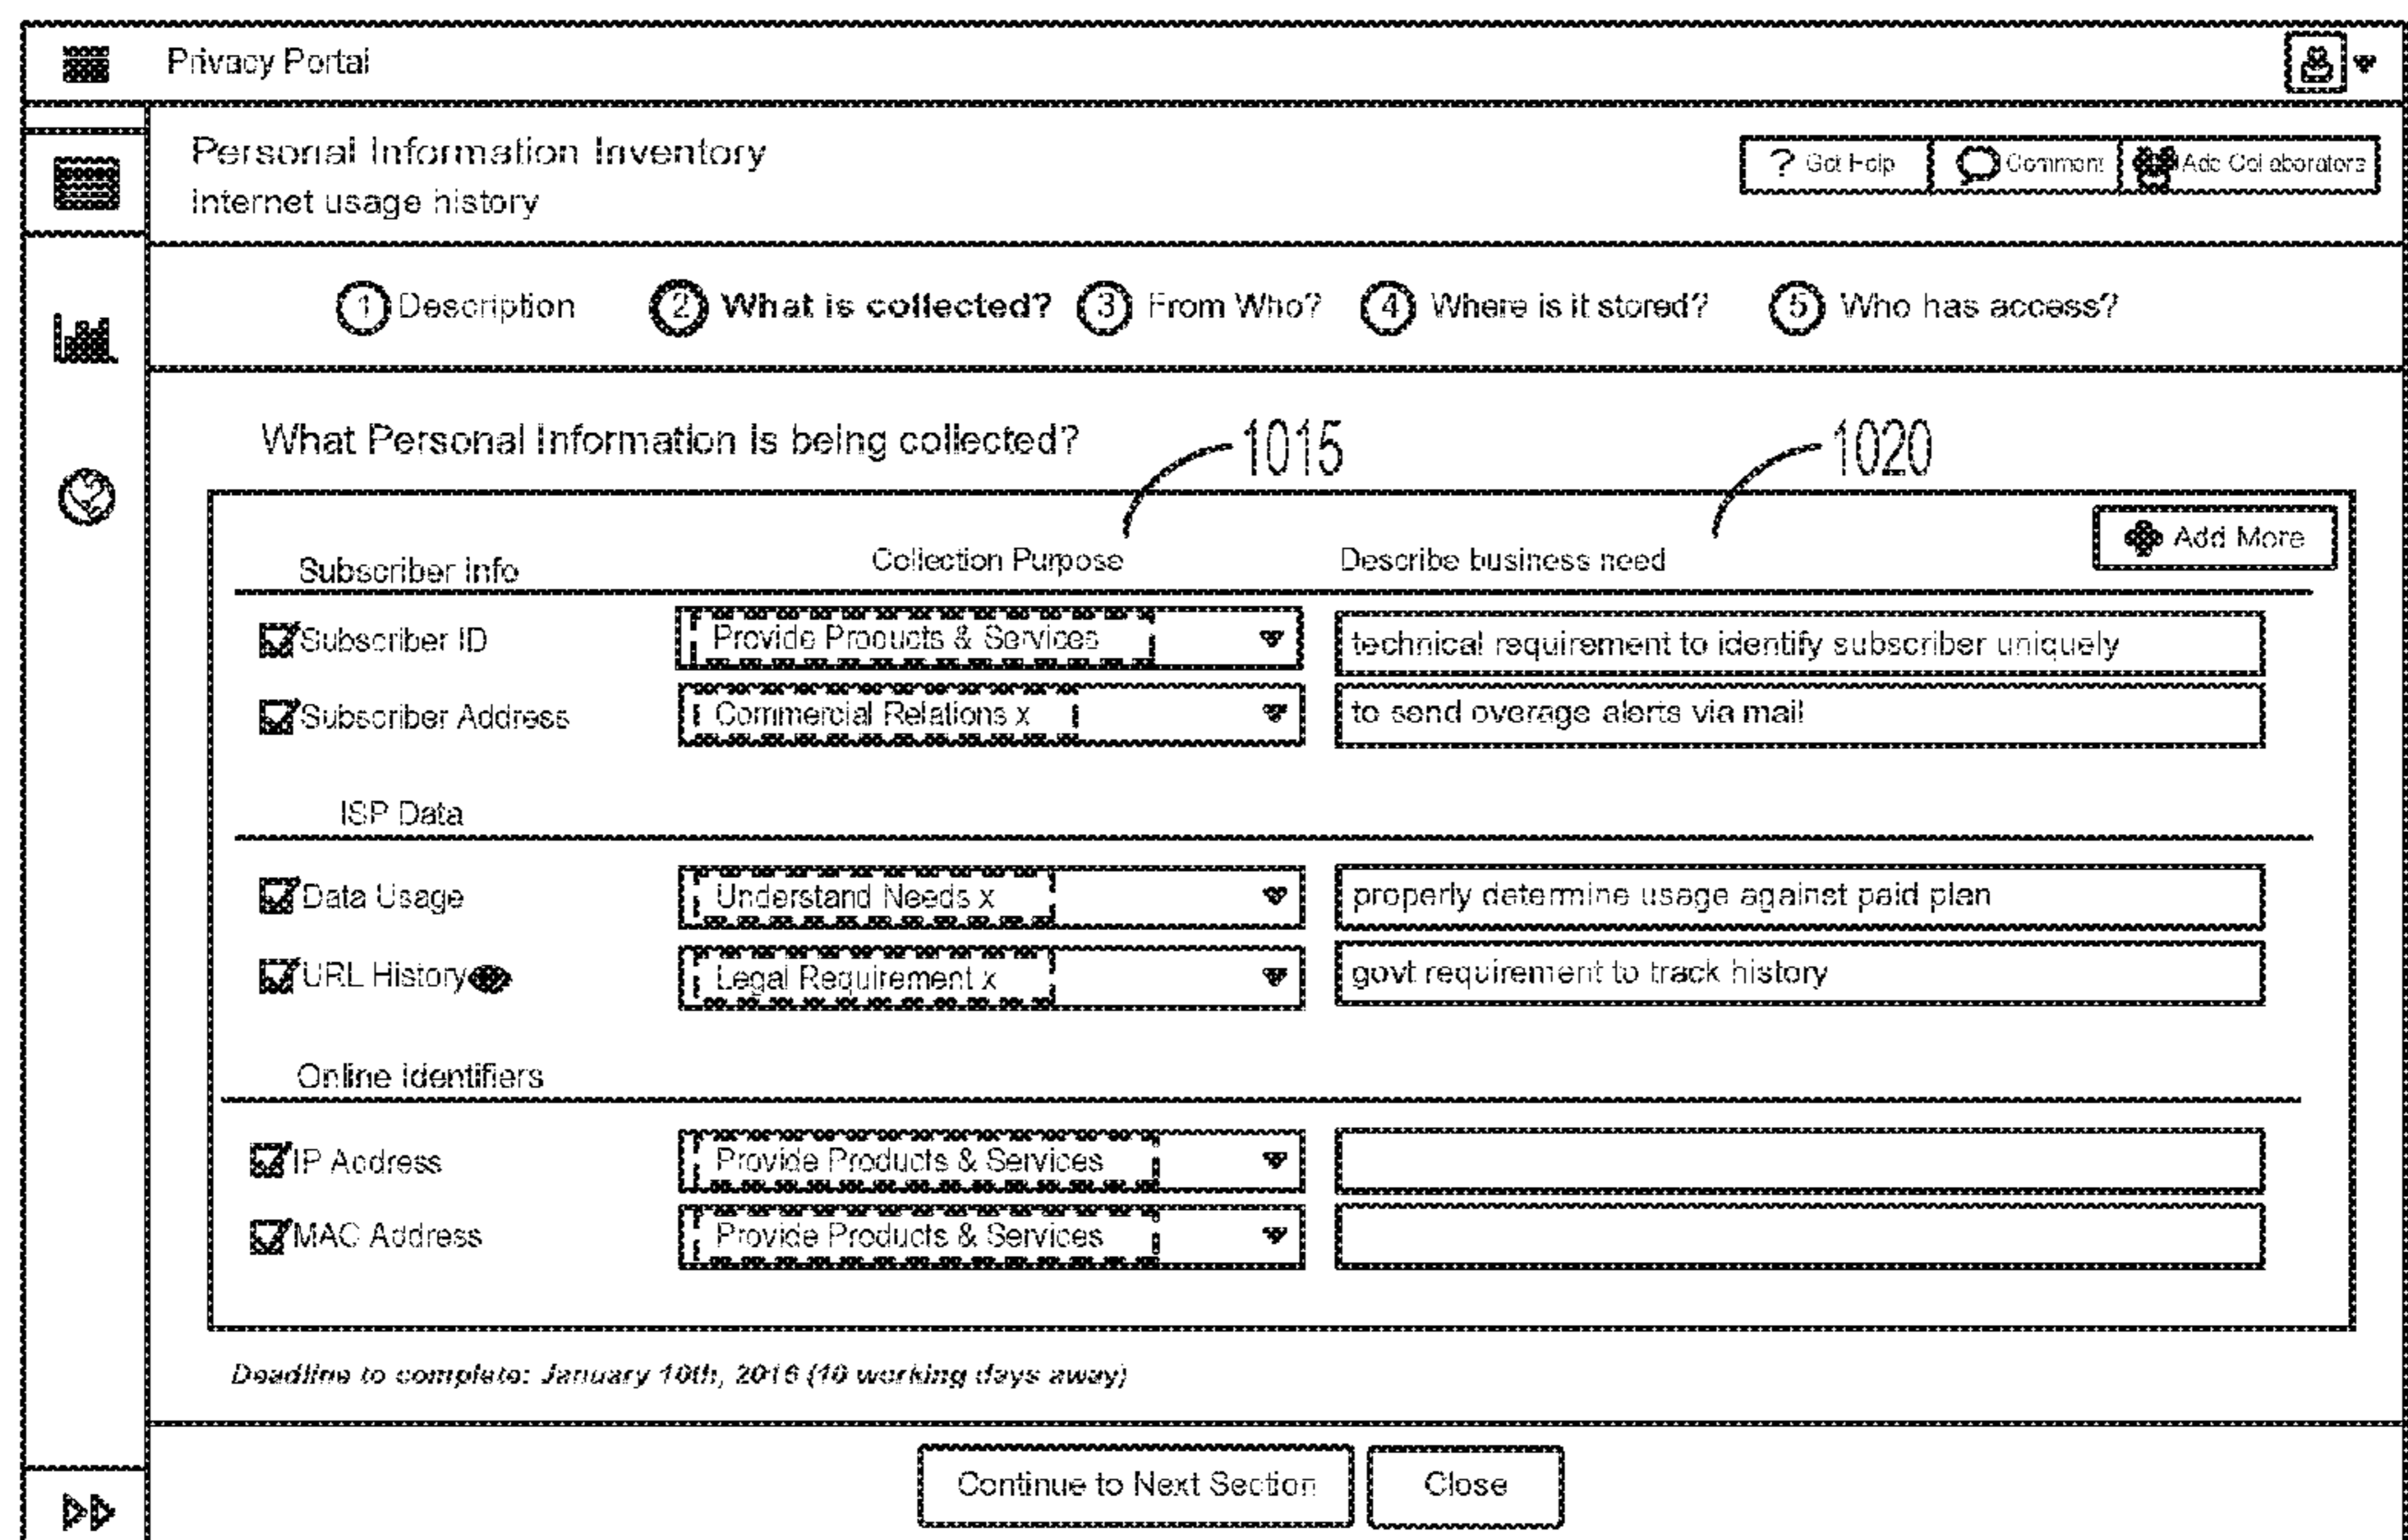 Privacy Portal
Personal Information Inventory
internet usage history
? Get Help Comment Add Collaborators
1 Description 2 What is collected? 3 From Who? 4 Where is it stored? 5 Who has access?
What Personal Information is being collected?
1015
1020
Subscriber info Collection Purpose Describe business need Add More
Subscriber ID Provide Products & Services technical requirement to identify subscriber uniquely
Subscriber Address Commercial Relations x to send overage alerts via mail
ISP Data
Data Usage Understand Needs x properly determine usage against paid plan
URL History Legal Requirement x govt requirement to track history
Online identifiers
IP Address Provide Products & Services
MAC Address Provide Products & Services
Deadline to complete: January 10th, 2016 (10 working days away)
Continue to Next Section Close